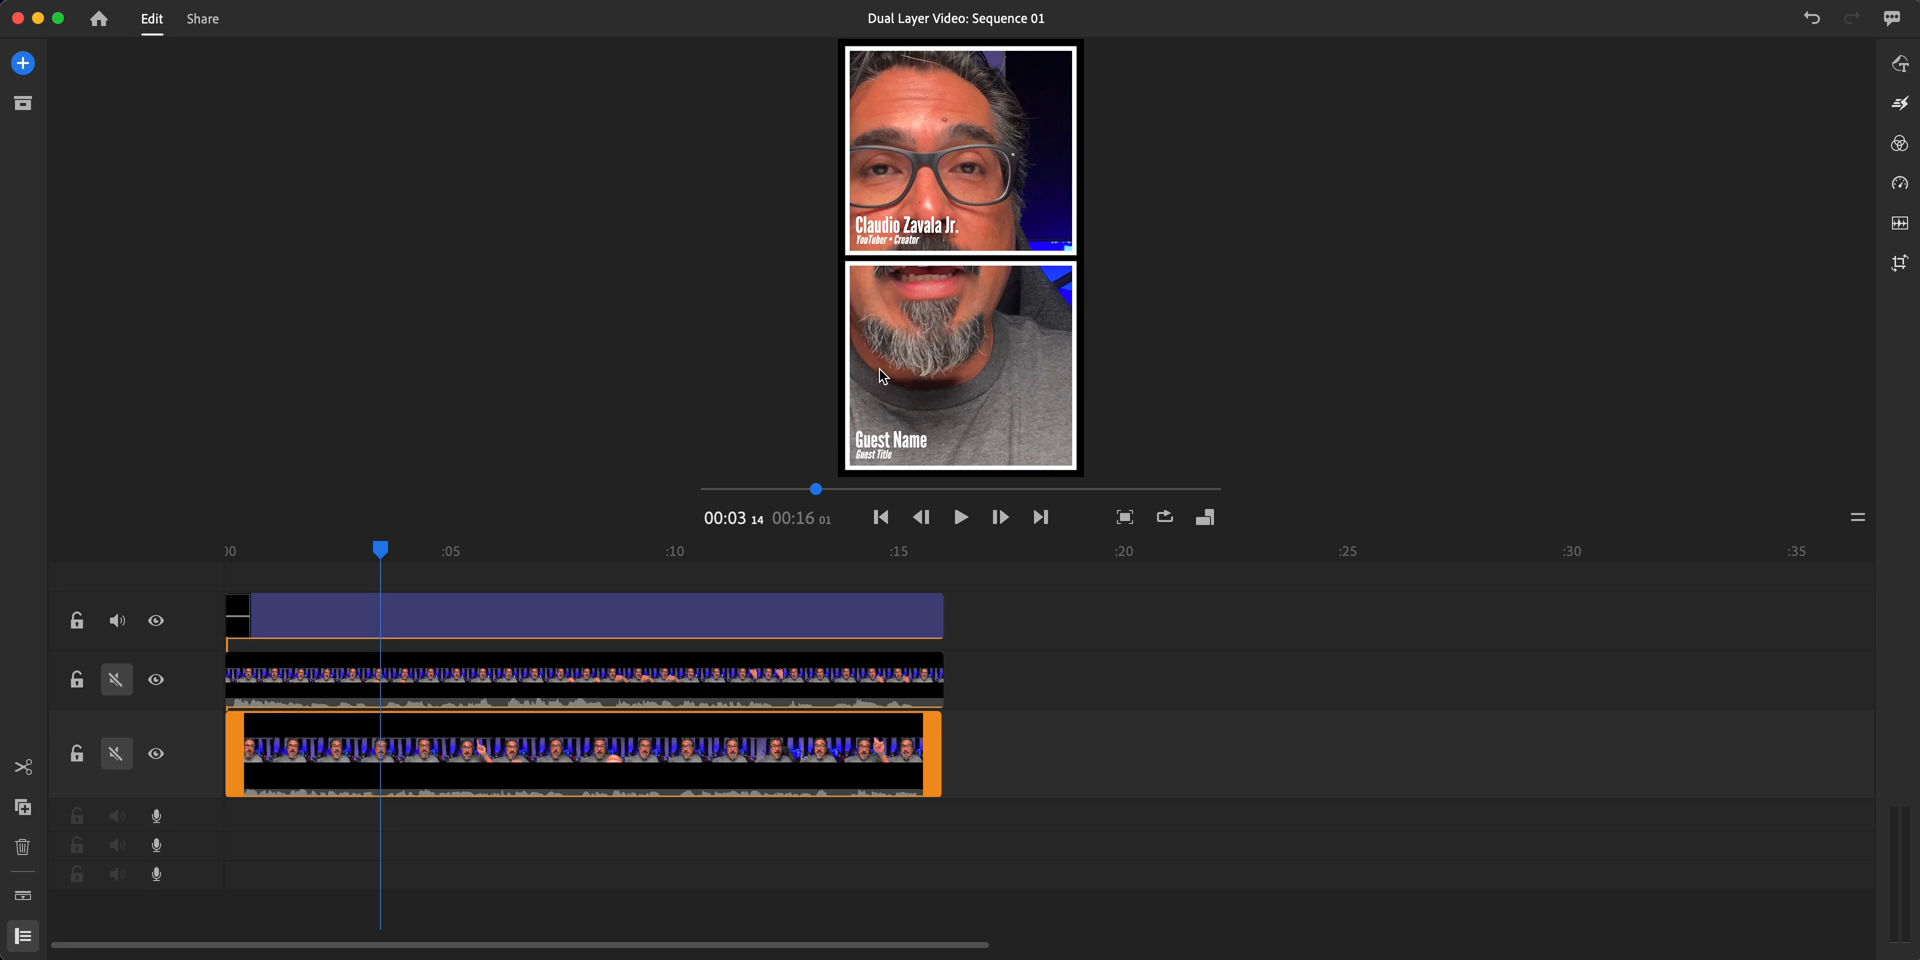 Edit Share Dual Layer Video: Sequence 01
Claudio Zavala Jr.
YouTuber • Creator
Guest Name
Guest Title
00:03 14 00:16 01
:00 :05 :10 :15 :20 :25 :30 :35